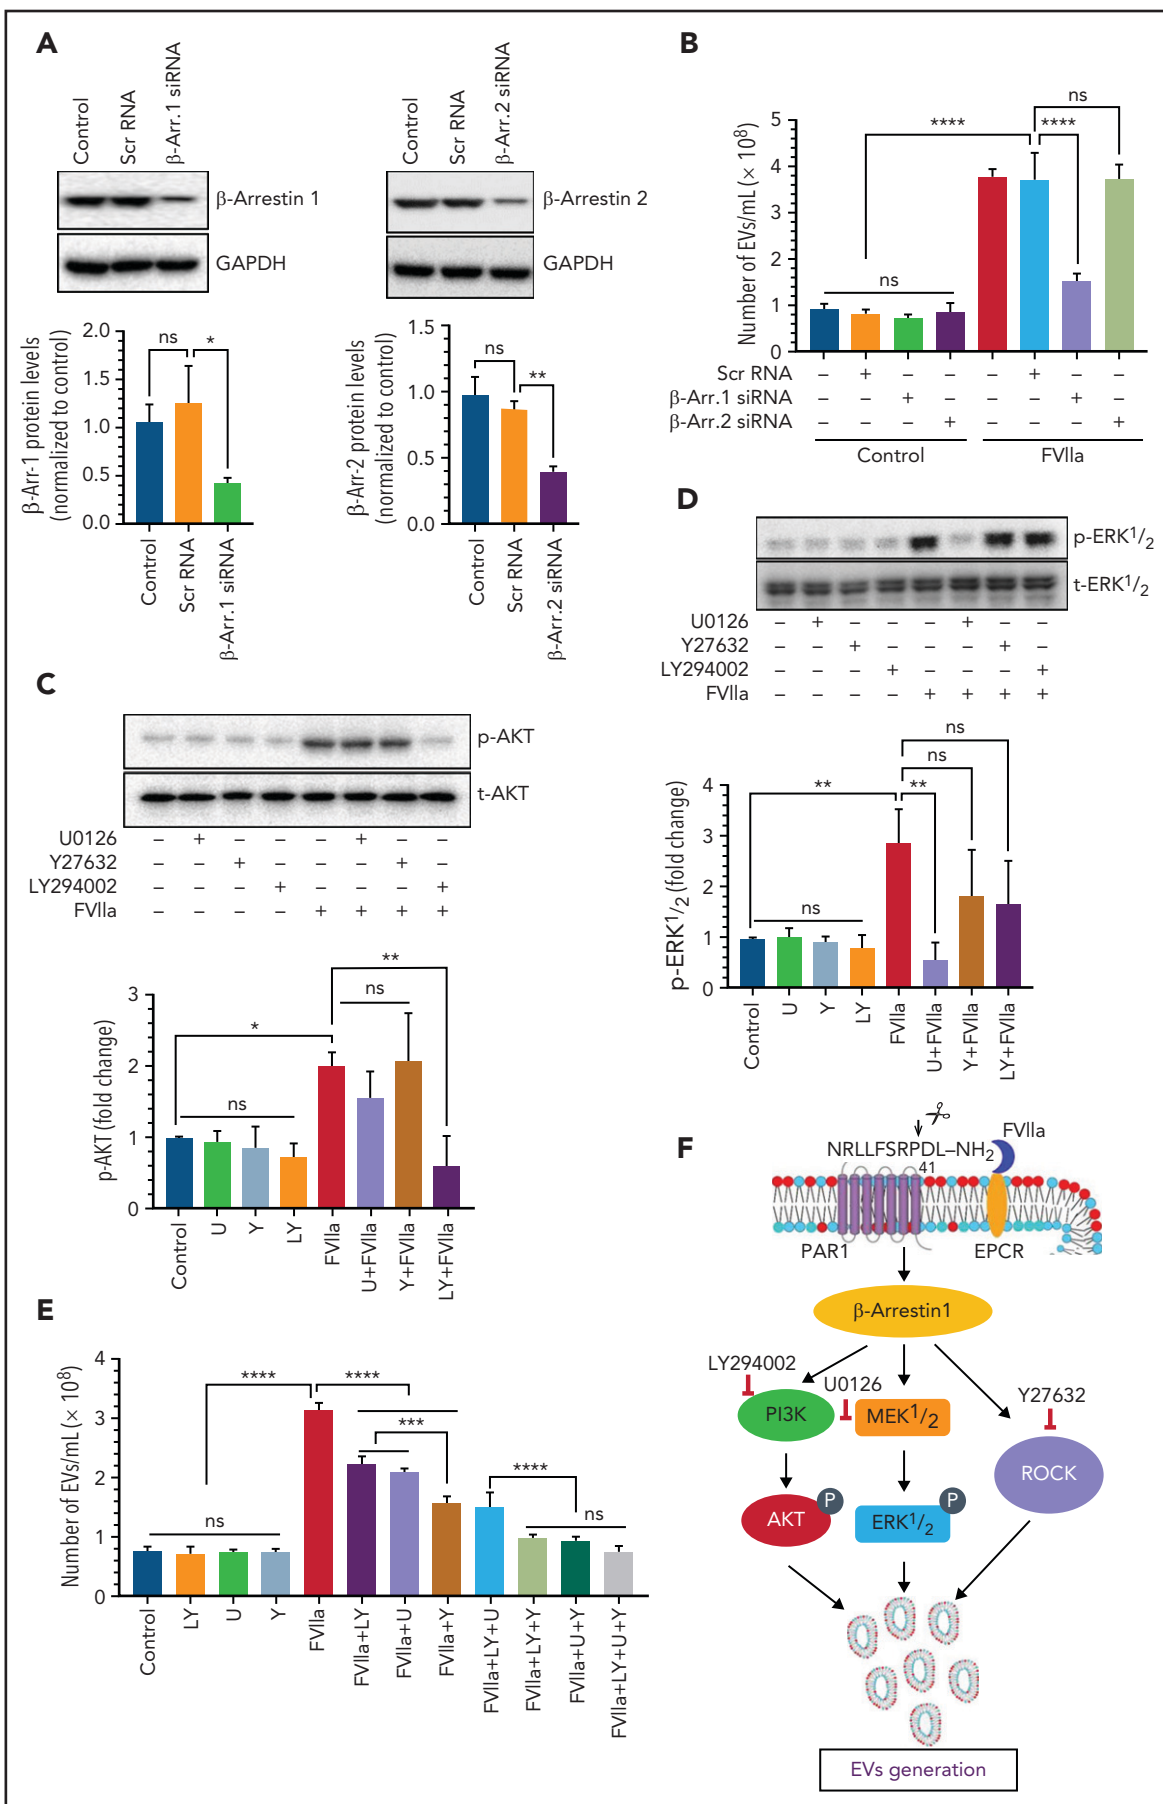 A
Control
Scr RNA
β-Arr.1 siRNA
β-Arrestin 1
GAPDH
β-Arr-1 protein levels
(normalized to control)
2.0
1.5
1.0
0.5
0.0
ns
*
Control
Scr RNA
β-Arr.1 siRNA
Control
Scr RNA
β-Arr.2 siRNA
β-Arrestin 2
GAPDH
β-Arr-2 protein levels
(normalized to control)
1.5
1.0
0.5
0.0
ns
**
Control
Scr RNA
β-Arr.2 siRNA
B
Number of EVs/mL (× 10⁸)
5
4
3
2
1
0
ns
****
****
ns
Scr RNA – + – – – + – –
β-Arr.1 siRNA – – + – – – + –
β-Arr.2 siRNA – – – + – – – +
Control
FVIIa
C
p-AKT
t-AKT
U0126 – + – – – + – –
Y27632 – – + – – – + –
LY294002 – – – + – – – +
FVIIa – – – – + + + +
p-AKT (fold change)
3
2
1
0
ns
*
ns
**
Control
U
Y
LY
FVIIa
U+FVIIa
Y+FVIIa
LY+FVIIa
D
p-ERK1/2
t-ERK1/2
U0126 – + – – – + – –
Y27632 – – + – – – + –
LY294002 – – – + – – – +
FVIIa – – – – + + + +
p-ERK1/2 (fold change)
4
3
2
1
0
ns
**
**
ns
ns
Control
U
Y
LY
FVIIa
U+FVIIa
Y+FVIIa
LY+FVIIa
E
Number of EVs/mL (× 10⁸)
4
3
2
1
0
ns
****
****
***
****
ns
Control
LY
U
Y
FVIIa
FVIIa+LY
FVIIa+U
FVIIa+Y
FVIIa+LY+U
FVIIa+LY+Y
FVIIa+U+Y
FVIIa+LY+U+Y
F
FVIIa
NRLLFSRPDL–NH2
41
PAR1
EPCR
β-Arrestin1
LY294002
U0126
Y27632
PI3K
MEK1/2
ROCK
AKT
P
ERK1/2
P
EVs generation